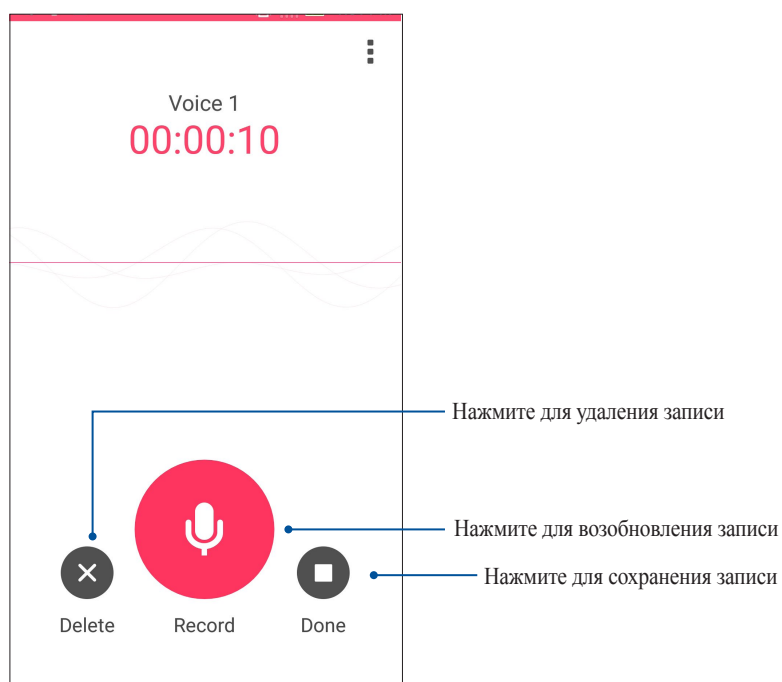 Voice 1
00:00:10
Нажмите для удаления записи
Нажмите для возобновления записи
Нажмите для сохранения записи
Delete
Record
Done